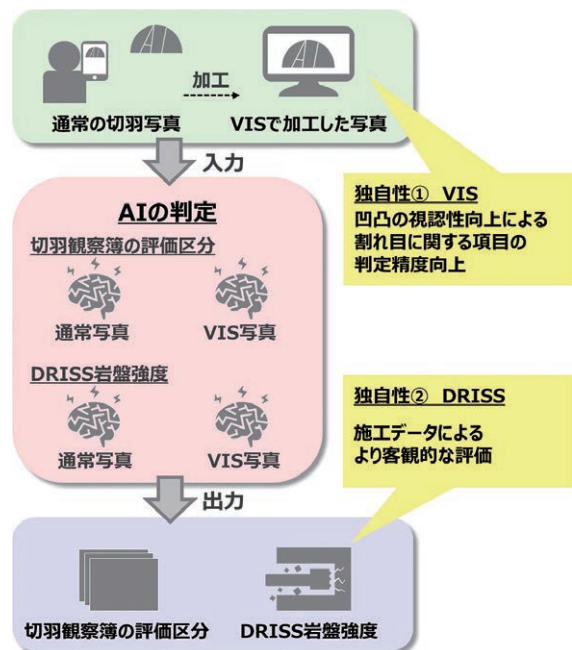 加工
通常の切羽写真
VISで加工した写真
入力
独自性① VIS
凹凸の視認性向上による
割れ目に関する項目の
判定精度向上
AIの判定
切羽観察簿の評価区分
通常写真
VIS写真
DRISS岩盤強度
通常写真
VIS写真
独自性② DRISS
施工データによる
より客観的な評価
出力
切羽観察簿の評価区分
DRISS岩盤強度